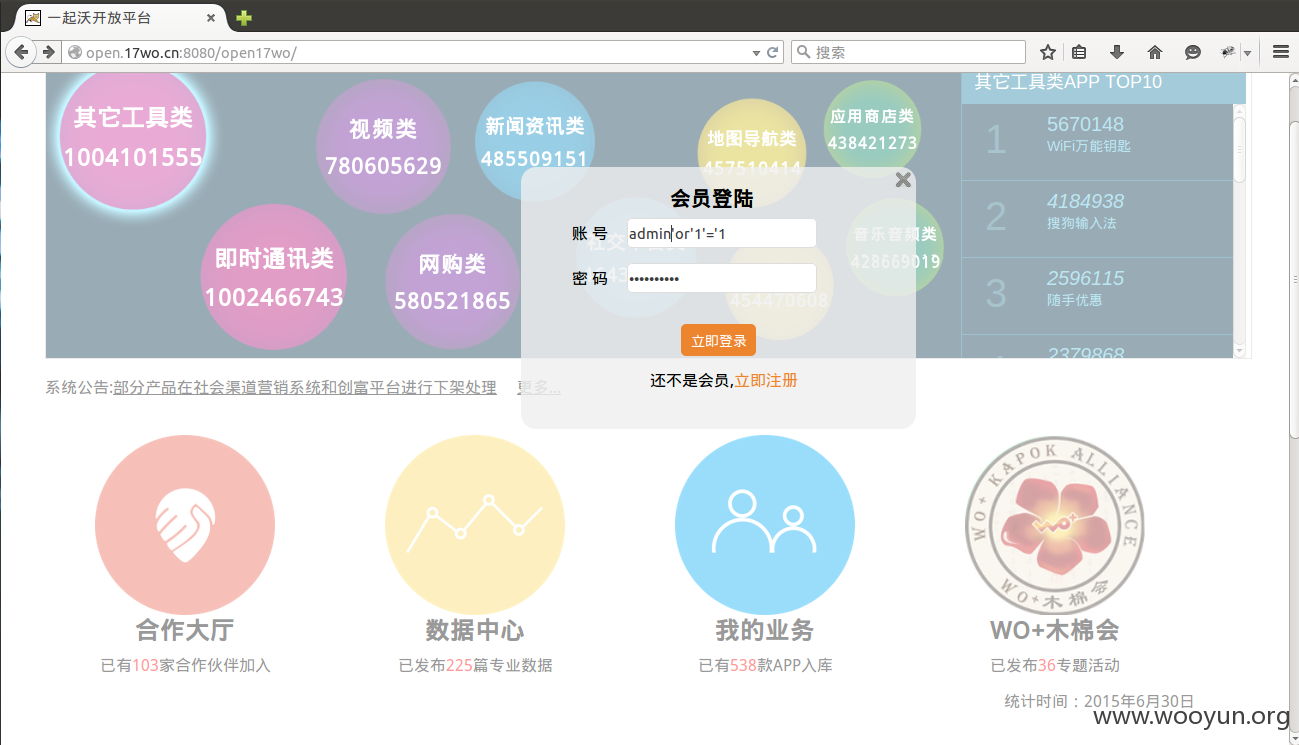 一起沃开放平台
open.17wo.cn:8080/open17wo/
搜索
其它工具类
1004101555
视频类
780605629
新闻资讯类
485509151
地图导航类
457510414
应用商店类
438421273
即时通讯类
1002466743
网购类
580521865
454470608
音乐音频类
428669019
其它工具类APP TOP10
1
5670148
WiFi万能钥匙
2
4184938
搜狗输入法
3
2596115
随手优惠
2379868
会员登陆
账 号
admin'or'1'='1
密 码
••••••••••
立即登录
还不是会员,立即注册
系统公告:部分产品在社会渠道营销系统和创富平台进行下架处理 更多...
WO+ KAPOK ALLIANCE
WO+
WO+木棉会
合作大厅
已有103家合作伙伴加入
数据中心
已发布225篇专业数据
我的业务
已有538款APP入库
WO+木棉会
已发布36专题活动
统计时间：2015年6月30日
www.wooyun.org